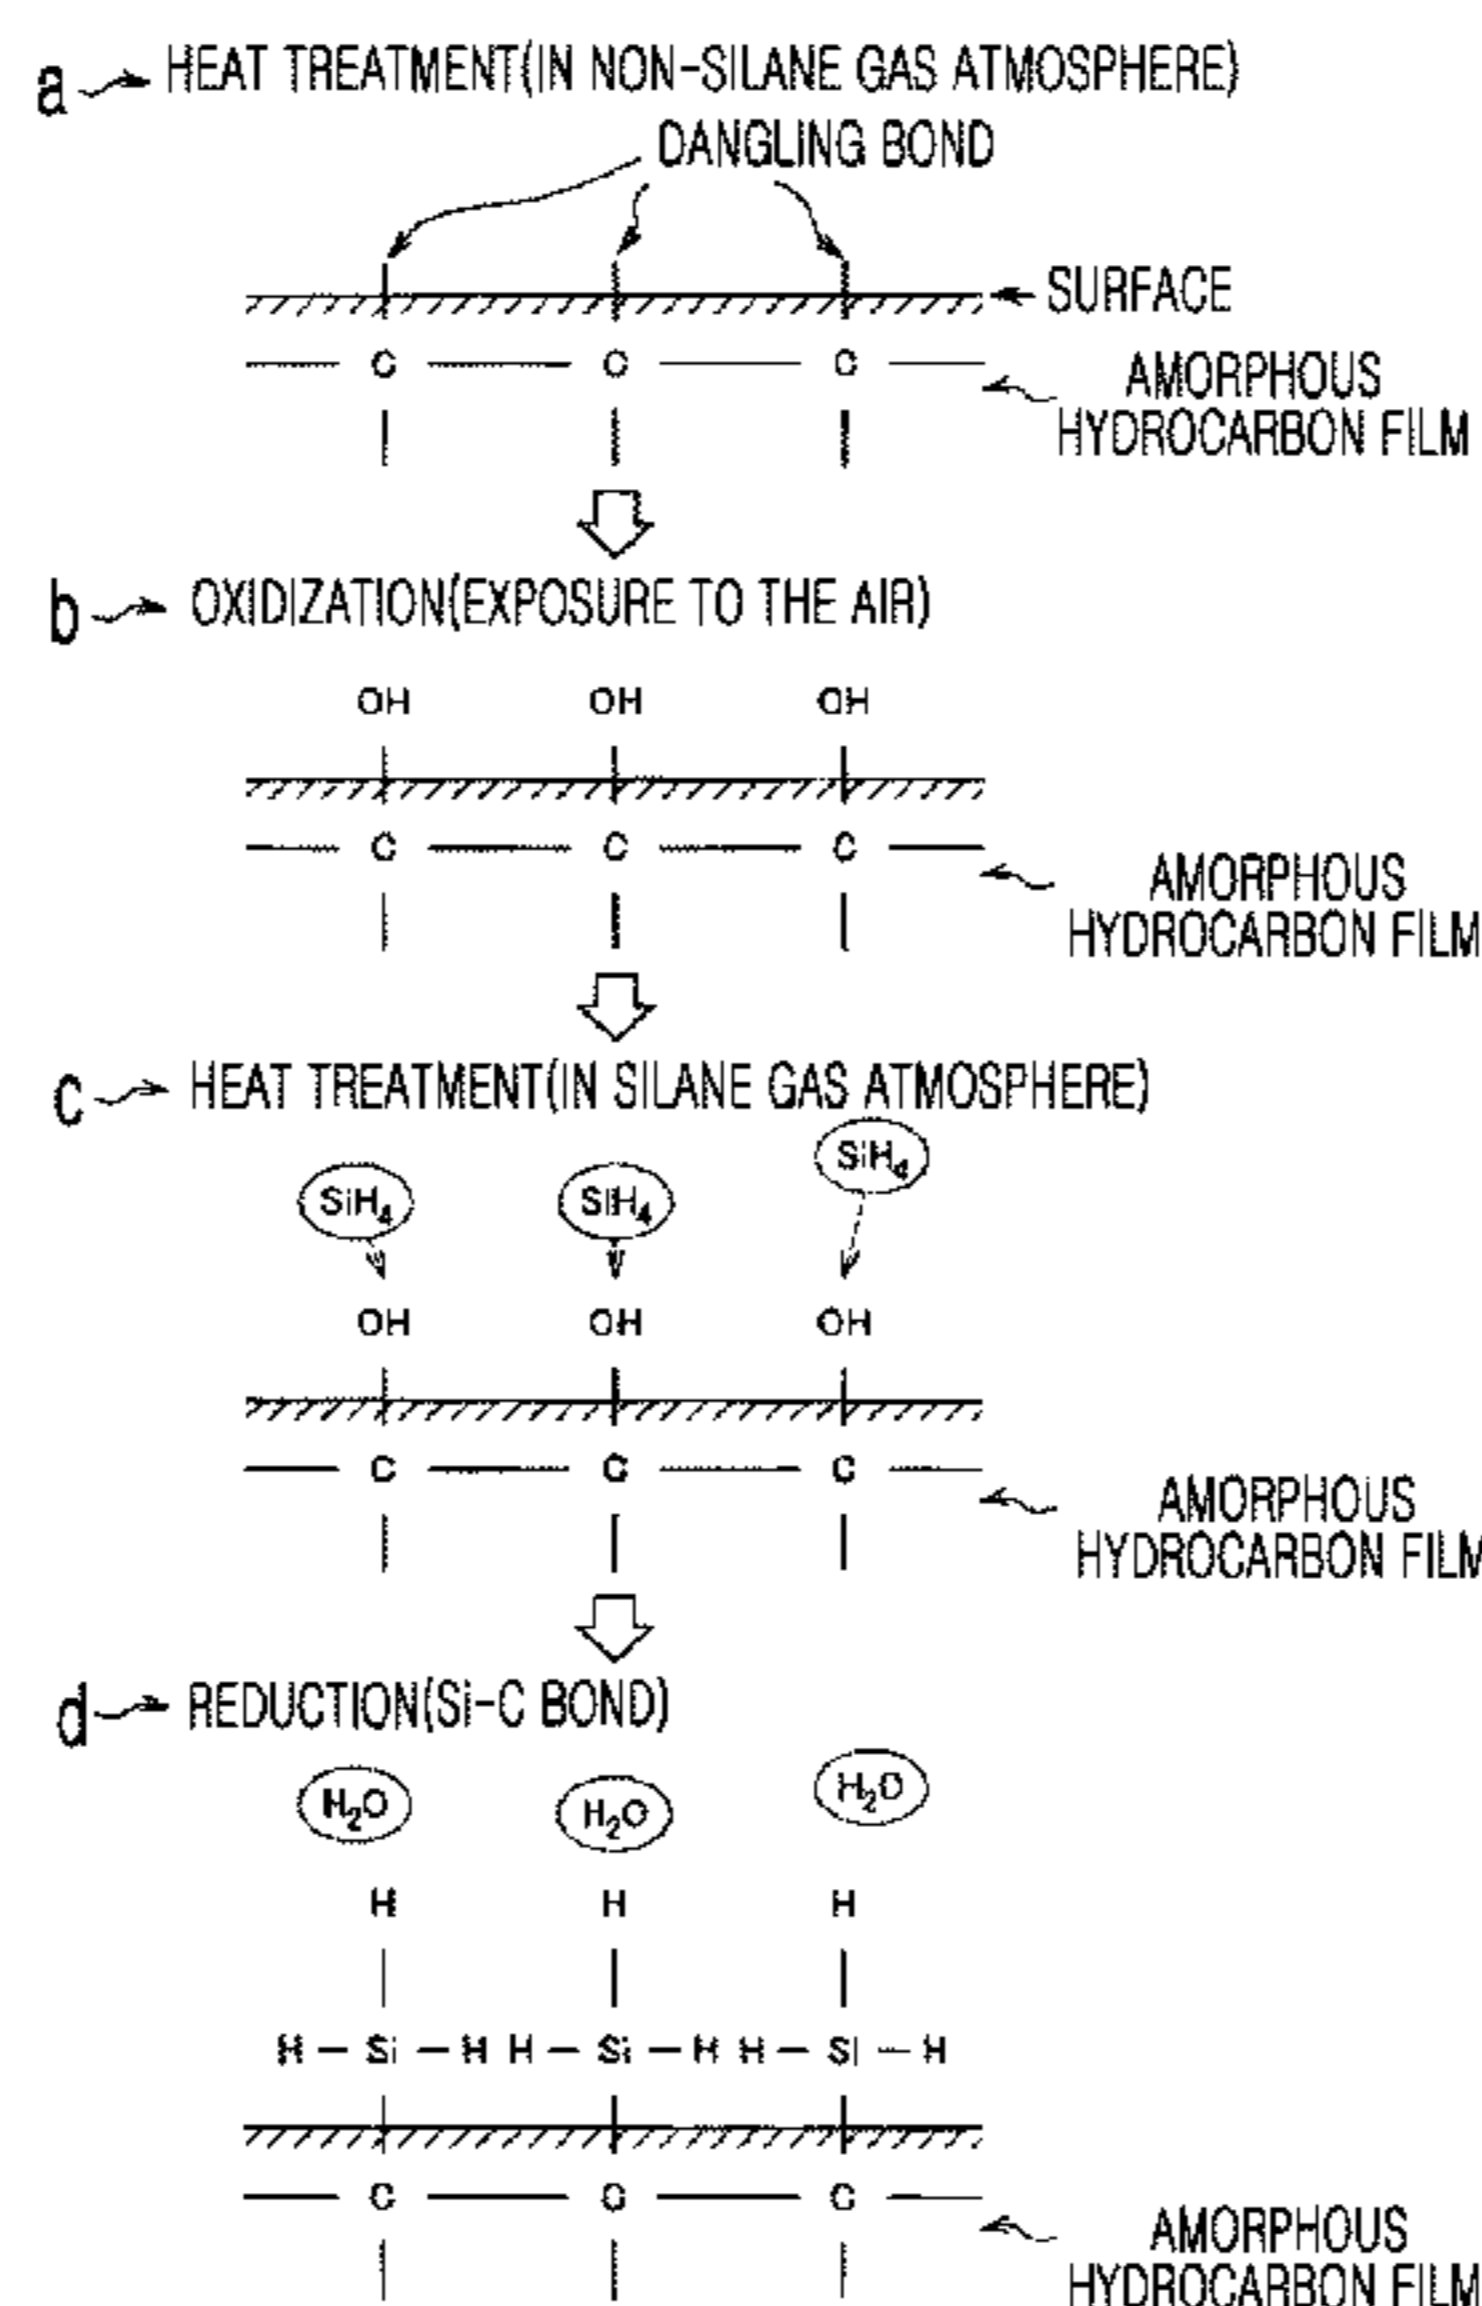 a HEAT TREATMENT(IN NON-SILANE GAS ATMOSPHERE)
DANGLING BOND
SURFACE
C C C
AMORPHOUS
HYDROCARBON FILM
b OXIDIZATION(EXPOSURE TO THE AIR)
OH OH OH
C C C
AMORPHOUS
HYDROCARBON FILM
c HEAT TREATMENT(IN SILANE GAS ATMOSPHERE)
SiH4 SiH4 SiH4
OH OH OH
C C C
AMORPHOUS
HYDROCARBON FILM
d REDUCTION(Si-C BOND)
H2O H2O H2O
H H H
H-Si-H H-Si-H H-Si-H
C C C
AMORPHOUS
HYDROCARBON FILM